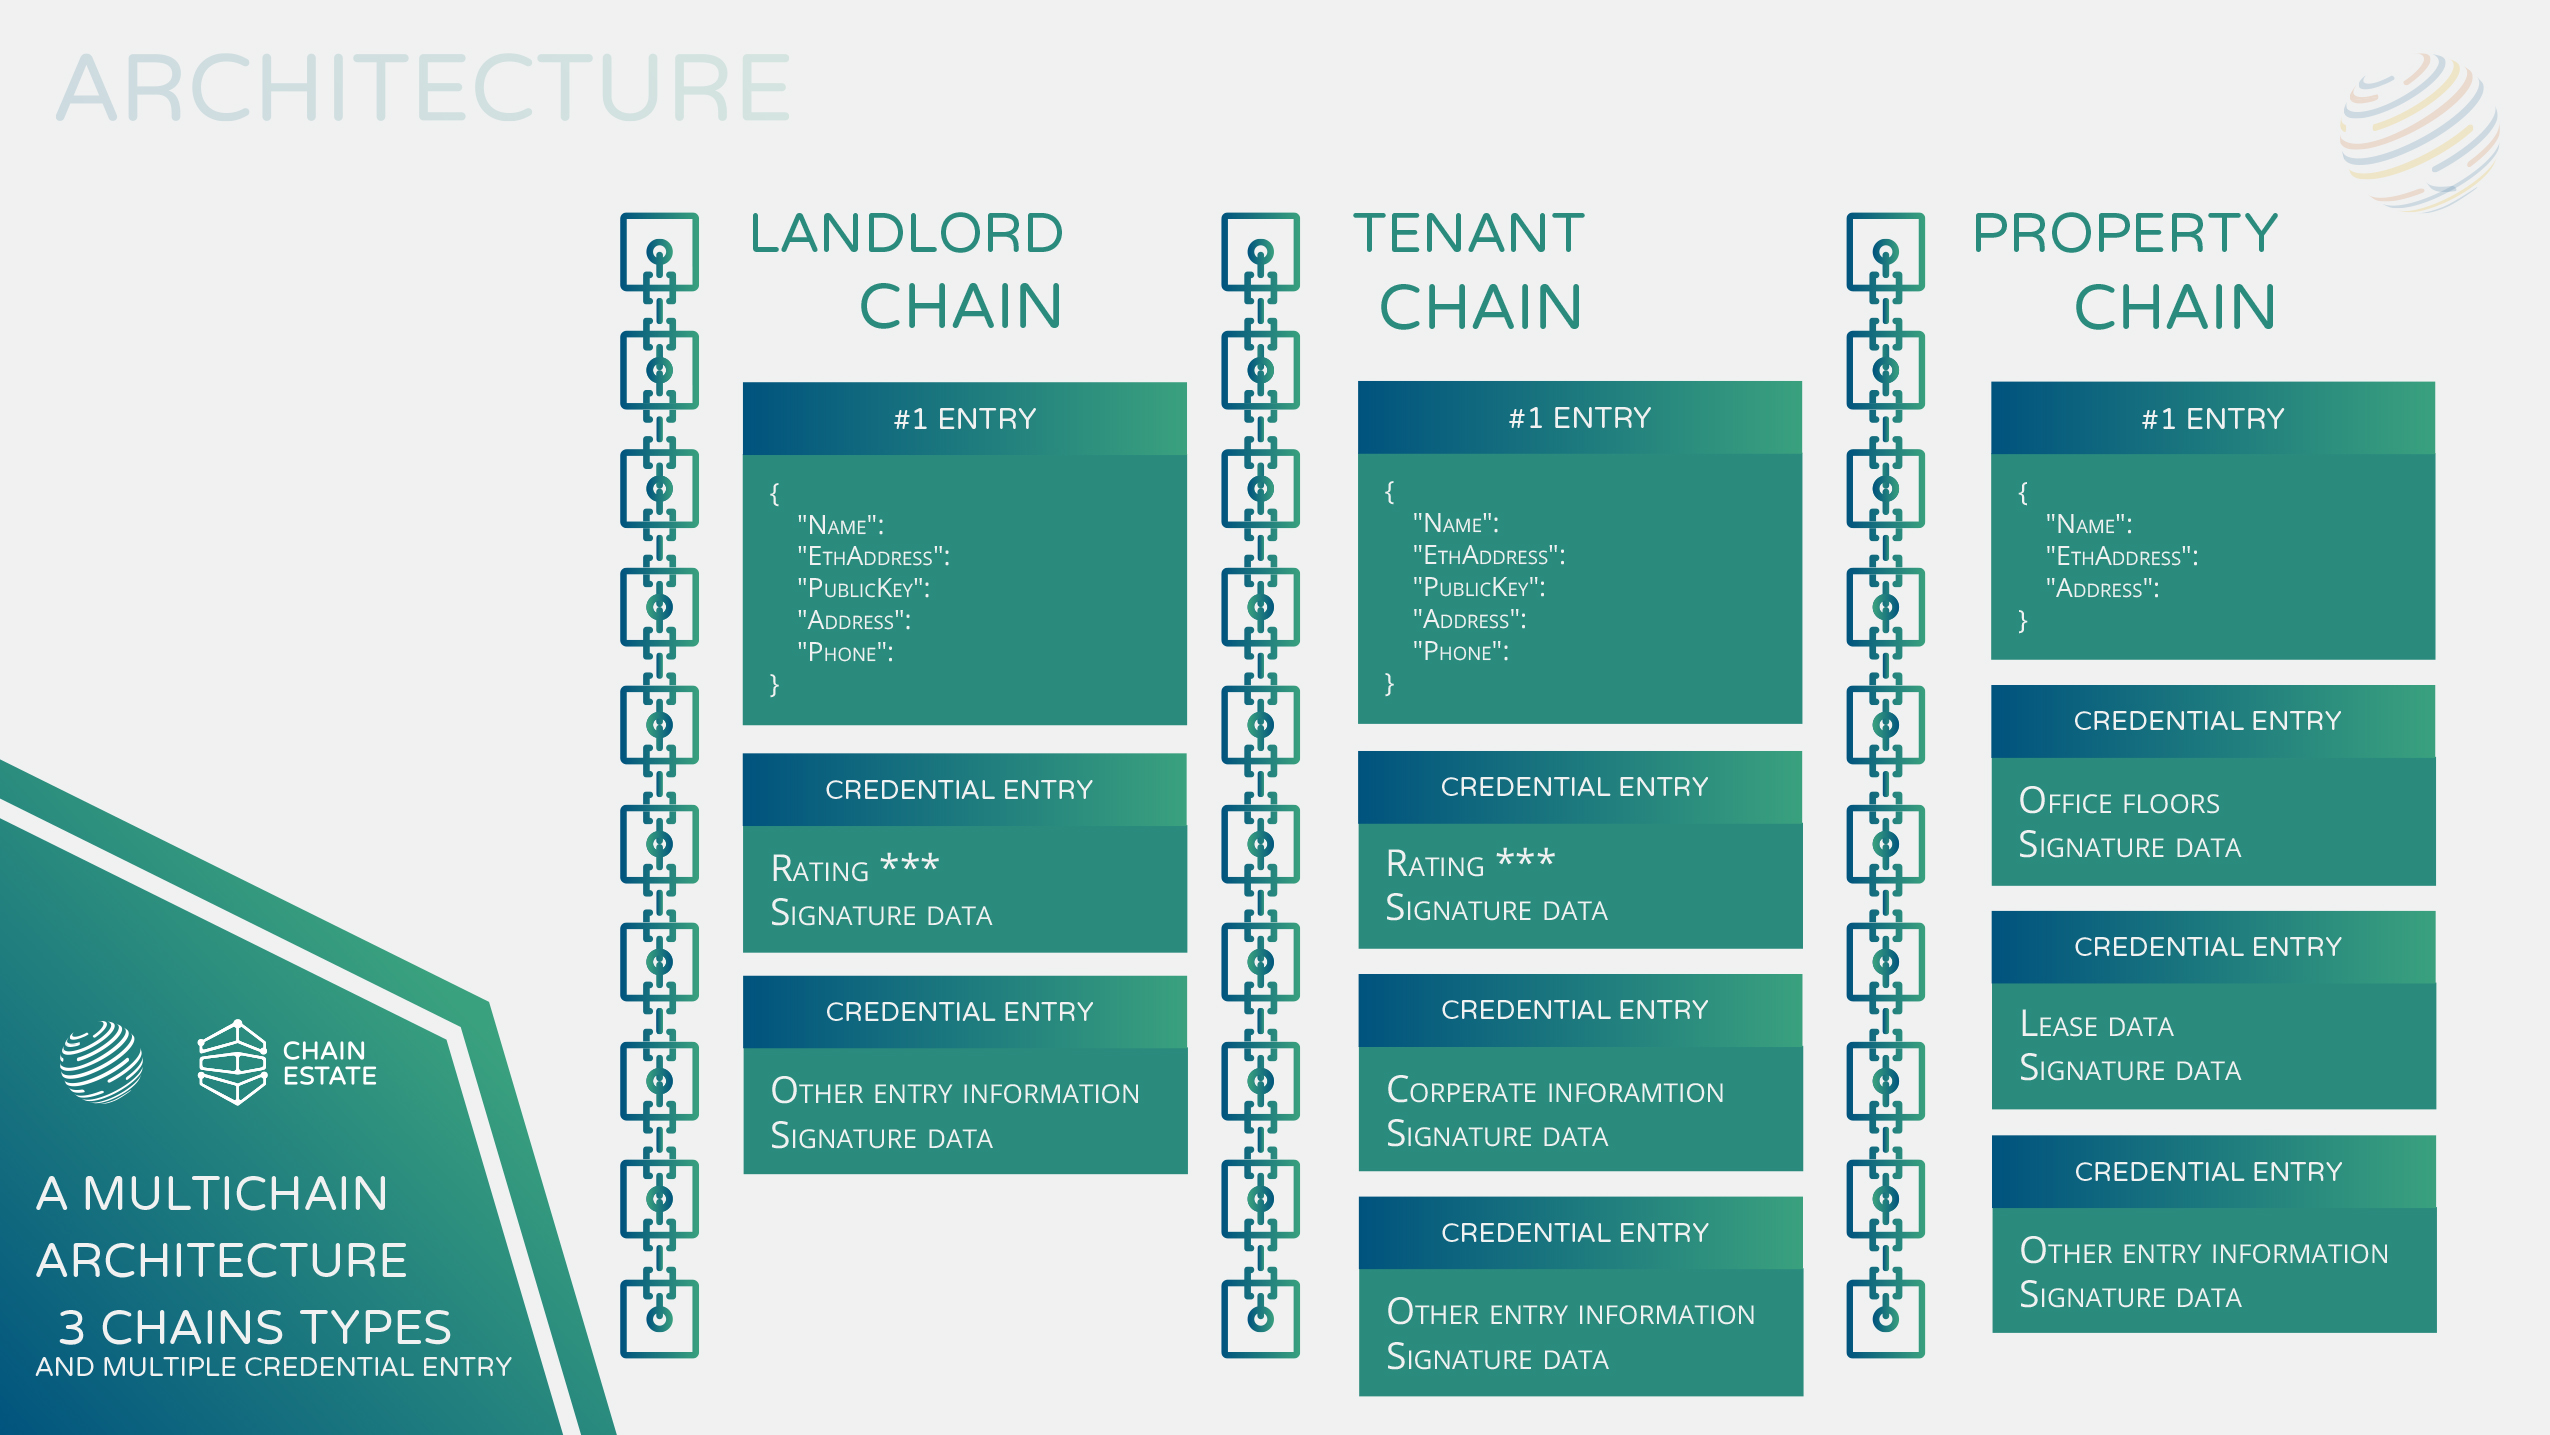 ARCHITECTURE
LANDLORD
CHAIN
#1 ENTRY
{
"Name":
"EthAddress":
"PublicKey":
"Address":
"Phone":
}
CREDENTIAL ENTRY
Rating ***
Signature data
CREDENTIAL ENTRY
Other entry information
Signature data
TENANT
CHAIN
#1 ENTRY
{
"Name":
"EthAddress":
"PublicKey":
"Address":
"Phone":
}
CREDENTIAL ENTRY
Rating ***
Signature data
CREDENTIAL ENTRY
Corperate inforamtion
Signature data
CREDENTIAL ENTRY
Other entry information
Signature data
PROPERTY
CHAIN
#1 ENTRY
{
"Name":
"EthAddress":
"Address":
}
CREDENTIAL ENTRY
Office floors
Signature data
CREDENTIAL ENTRY
Lease data
Signature data
CREDENTIAL ENTRY
Other entry information
Signature data
CHAIN
ESTATE
A MULTICHAIN
ARCHITECTURE
3 CHAINS TYPES
AND MULTIPLE CREDENTIAL ENTRY